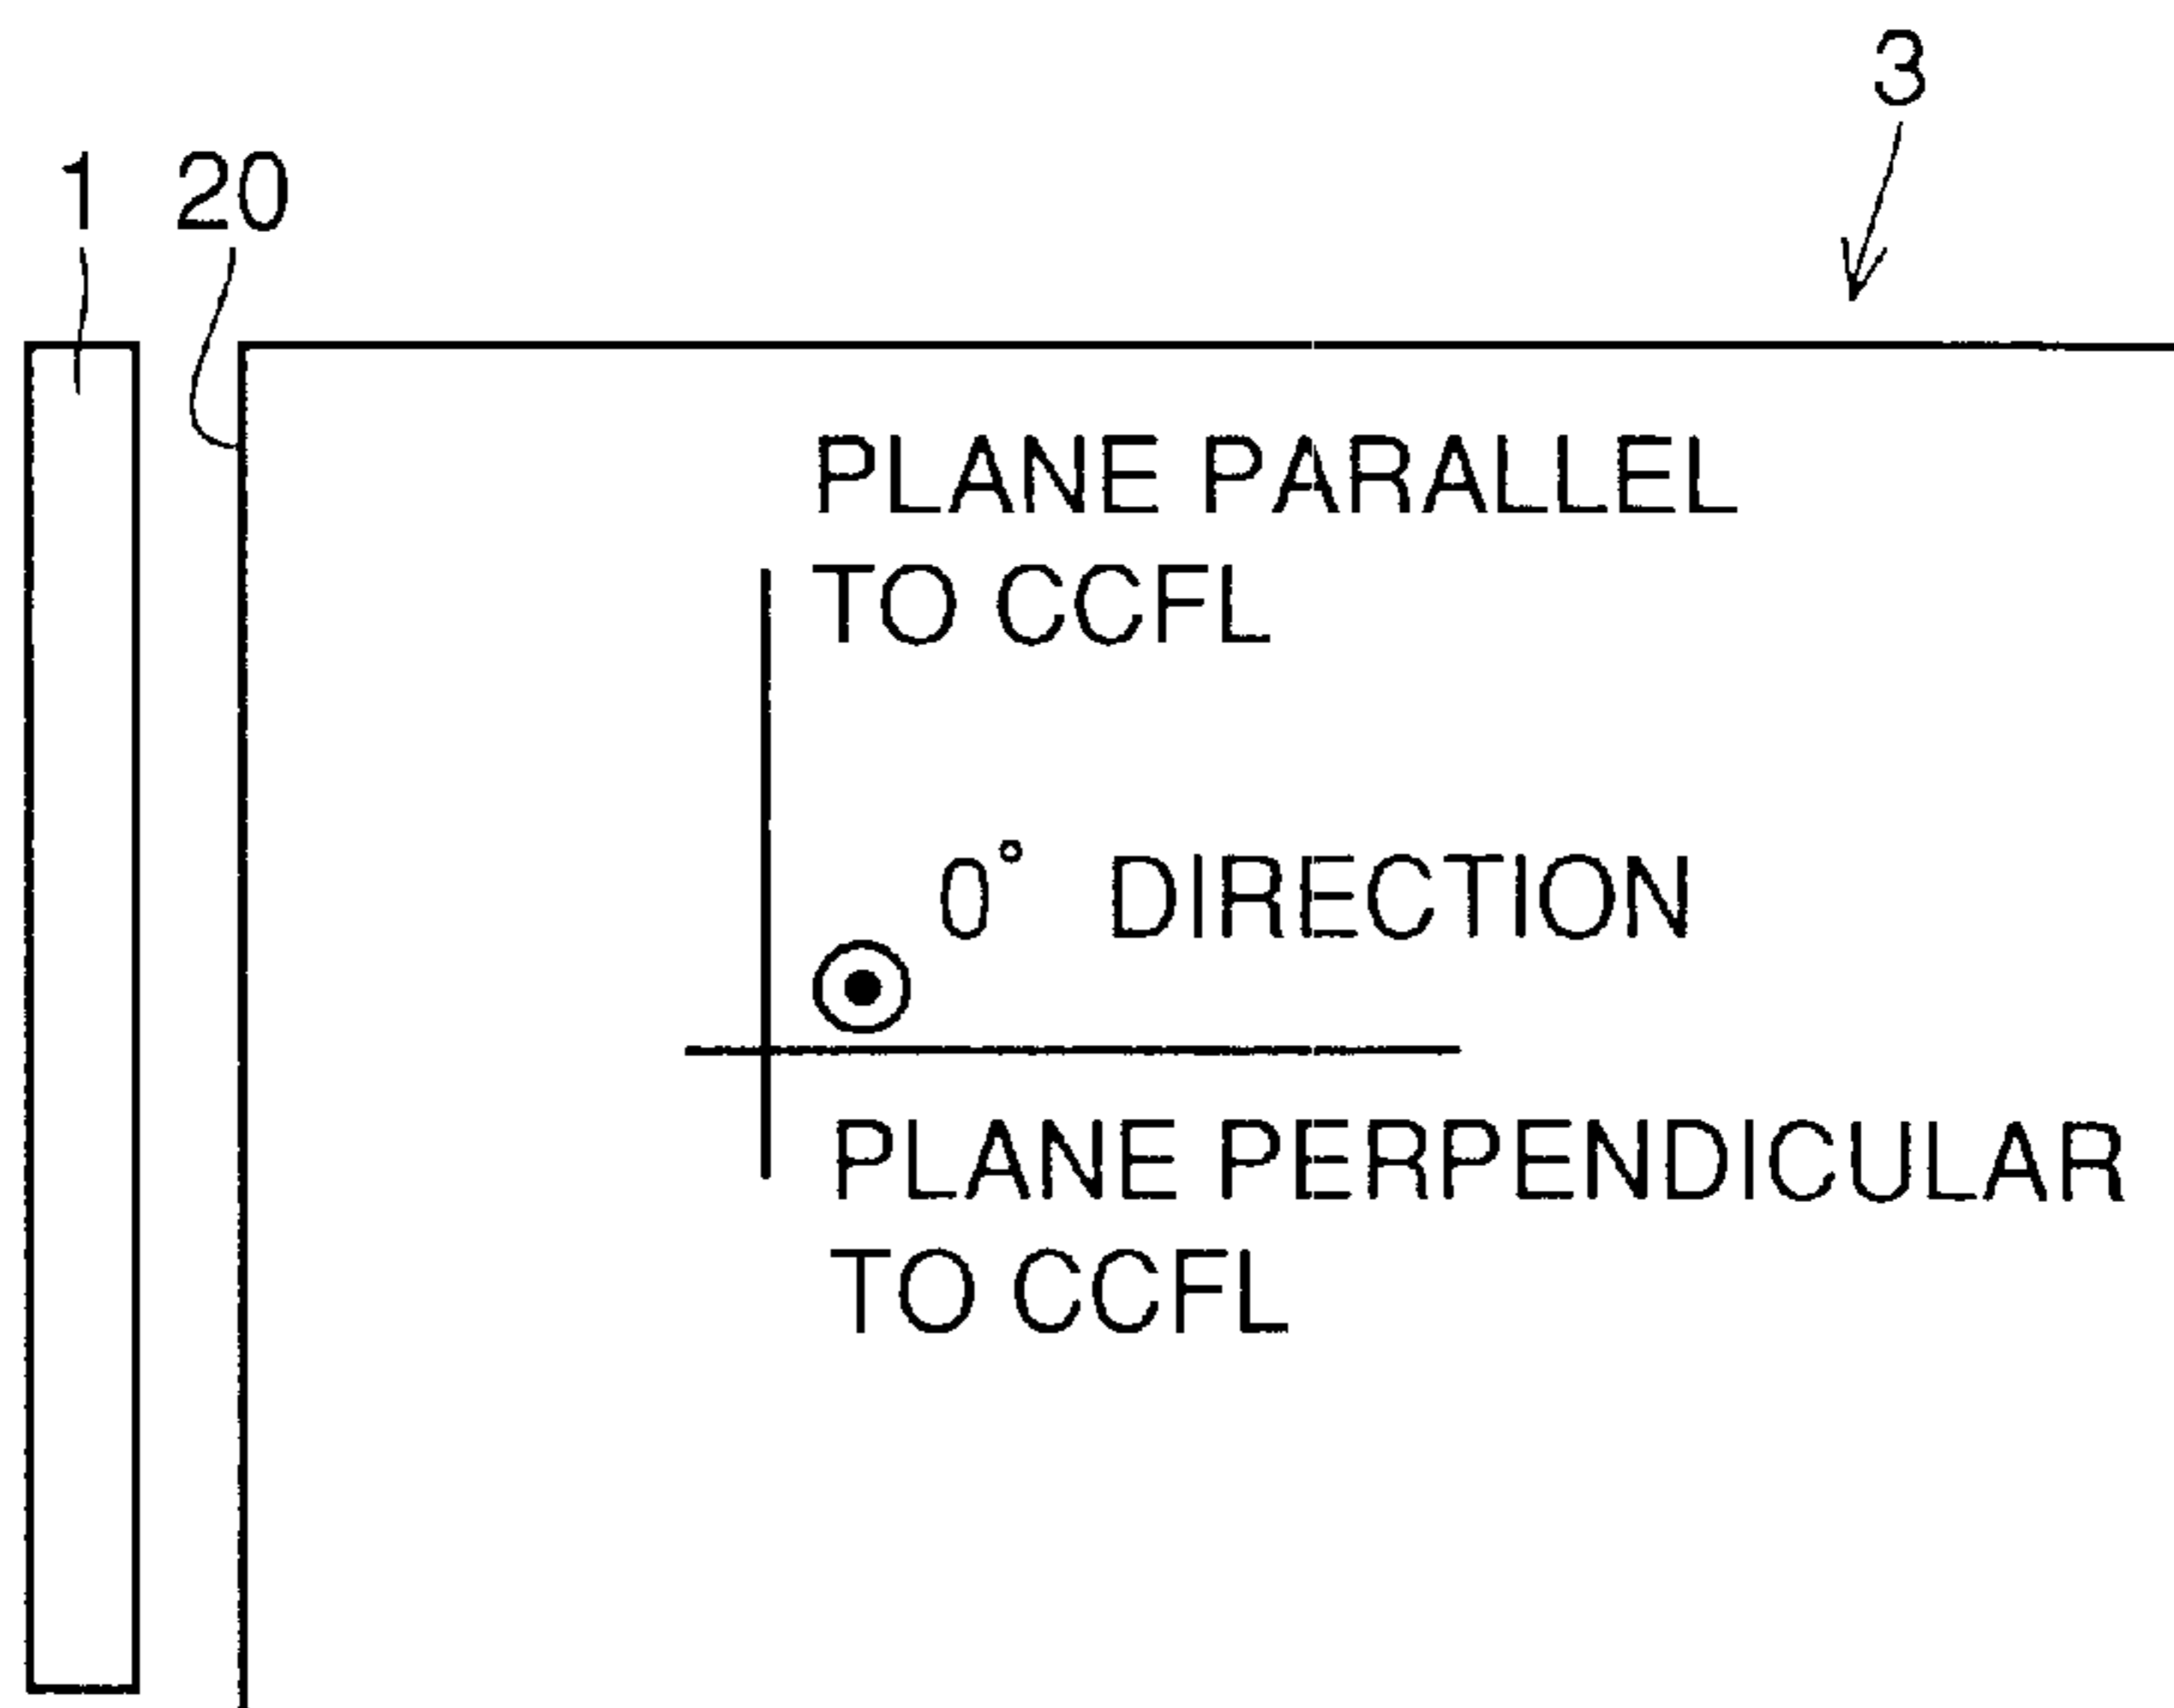 3
1 20
PLANE PARALLEL
TO CCFL
0° DIRECTION
PLANE PERPENDICULAR
TO CCFL